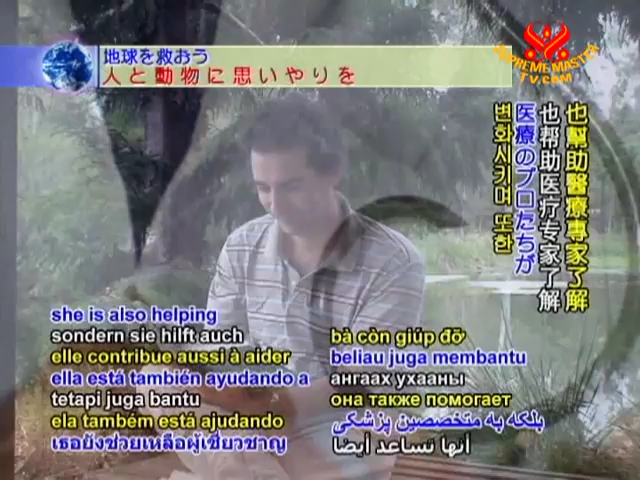 地球を救おう
人と動物に思いやりを
SUPREME MASTER
TV.com
也幫助醫療專家了解
也帮助医疗专家了解
医療のプロたちが
변화시키며 또한
she is also helping
sondern sie hilft auch
elle contribue aussi à aider
ella está también ayudando a
tetapi juga bantu
ela também está ajudando
เธอยังช่วยเหลือผู้เชี่ยวชาญ
bà còn giúp đỡ
beliau juga membantu
ангаах ухааны
она также помогает
بلکه به متخصصین پزشکی
أنها تساعد أيضا